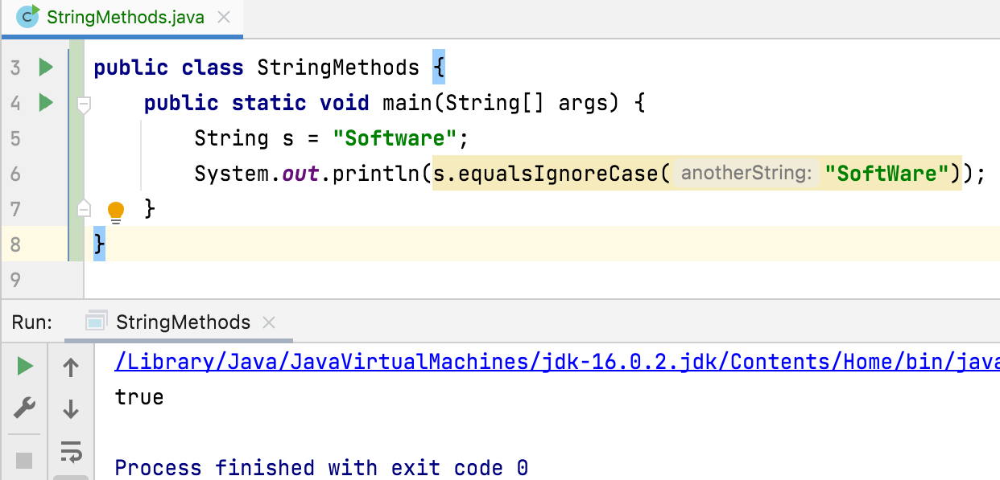 StringMethods.java
3 public class StringMethods {
4 public static void main(String[] args) {
5 String s = "Software";
6 System.out.println(s.equalsIgnoreCase( anotherString: "SoftWare"));
7 }
8 }
9
Run: StringMethods
/Library/Java/JavaVirtualMachines/jdk-16.0.2.jdk/Contents/Home/bin/java
true
Process finished with exit code 0